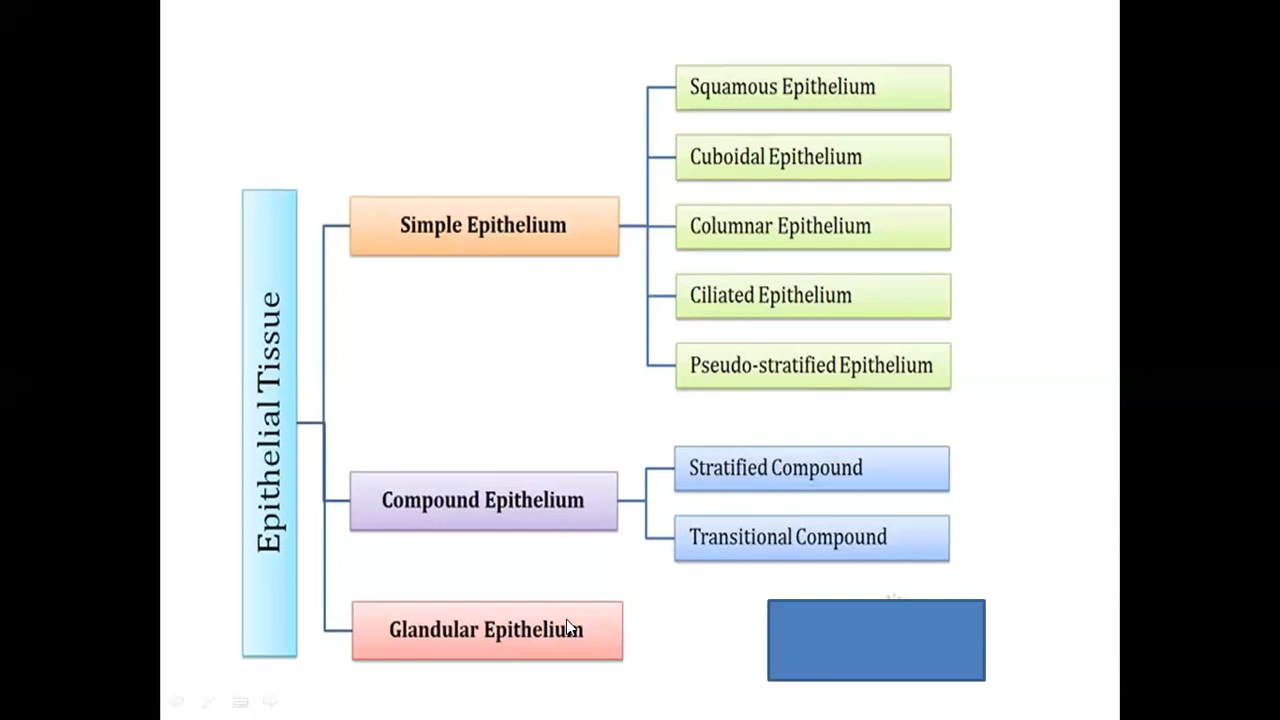 Epithelial Tissue
Simple Epithelium
Squamous Epithelium
Cuboidal Epithelium
Columnar Epithelium
Ciliated Epithelium
Pseudo-stratified Epithelium
Compound Epithelium
Stratified Compound
Transitional Compound
Glandular Epithelium